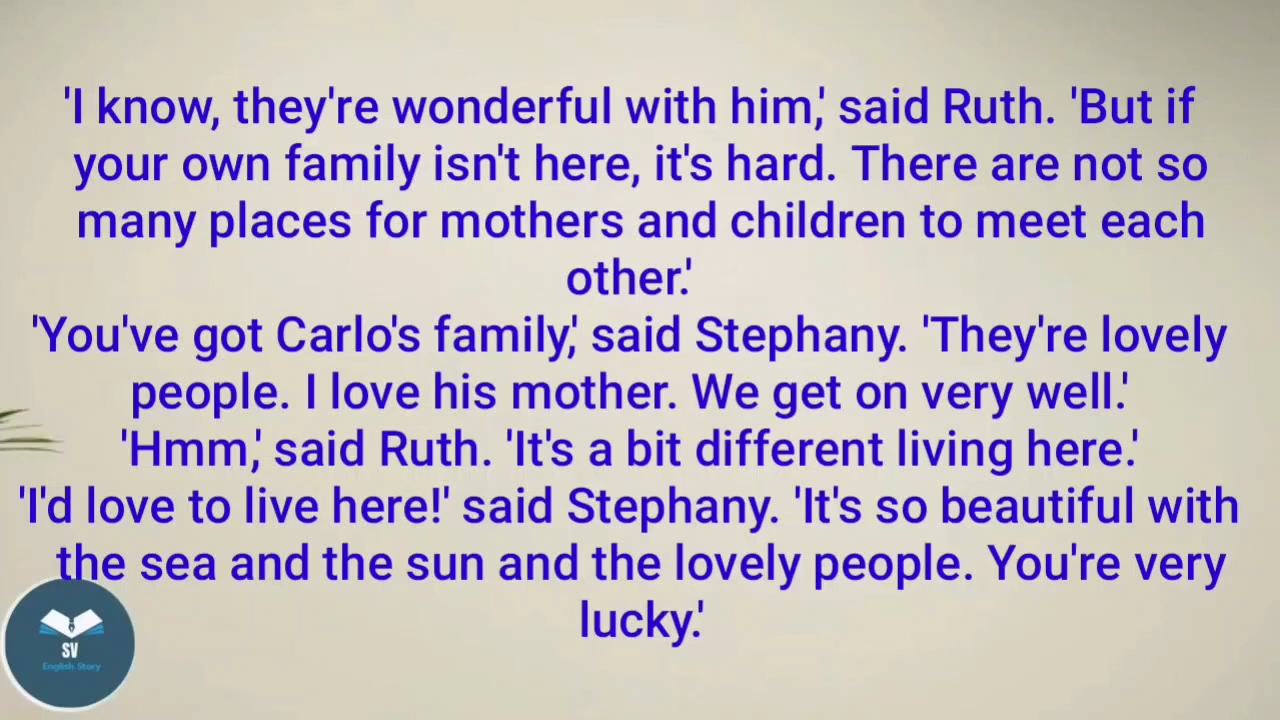 'I know, they're wonderful with him,' said Ruth. 'But if
your own family isn't here, it's hard. There are not so
many places for mothers and children to meet each
other.'
'You've got Carlo's family,' said Stephany. 'They're lovely
people. I love his mother. We get on very well.'
'Hmm,' said Ruth. 'It's a bit different living here.'
'I'd love to live here!' said Stephany. 'It's so beautiful with
the sea and the sun and the lovely people. You're very
lucky.'
SV
English Story